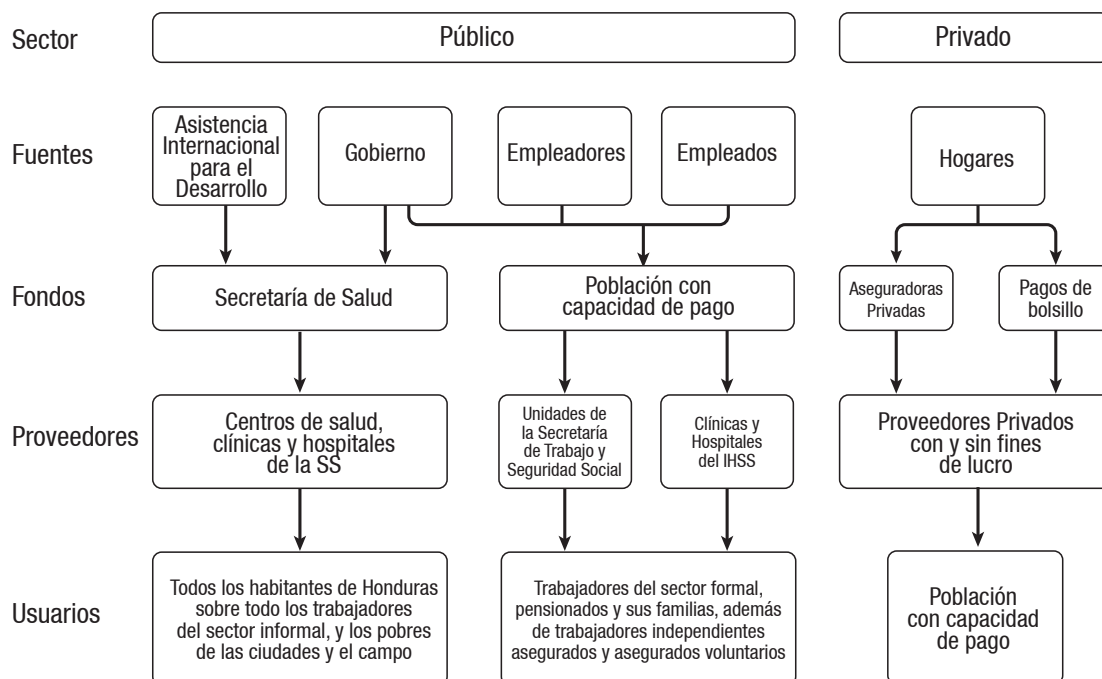 Sector
Público
Privado
Fuentes
Asistencia
Internacional
para el
Desarrollo
Gobierno
Empleadores
Empleados
Hogares
Fondos
Secretaría de Salud
Población con
capacidad de pago
Aseguradoras
Privadas
Pagos de
bolsillo
Proveedores
Centros de salud,
clínicas y hospitales
de la SS
Unidades de
la Secretaría
de Trabajo y
Seguridad Social
Clínicas y
Hospitales
del IHSS
Proveedores Privados
con y sin fines
de lucro
Usuarios
Todos los habitantes de Honduras
sobre todo los trabajadores
del sector informal, y los pobres
de las ciudades y el campo
Trabajadores del sector formal,
pensionados y sus familias, además
de trabajadores independientes
asegurados y asegurados voluntarios
Población
con capacidad
de pago